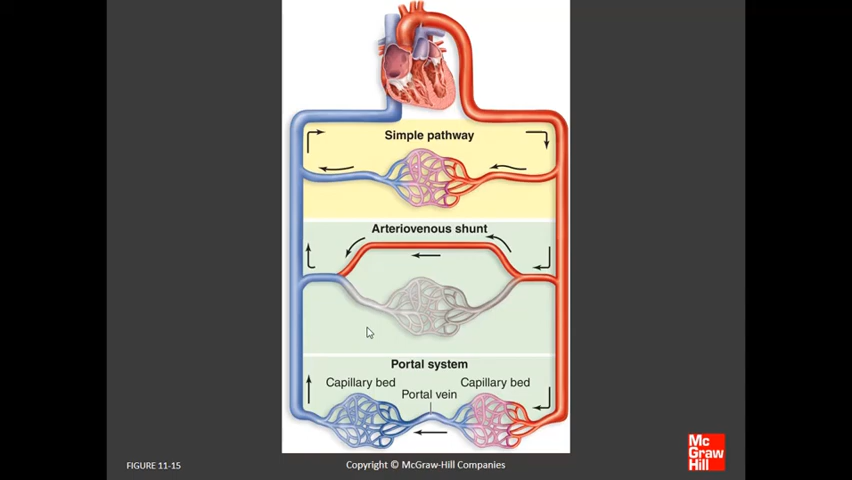 Simple pathway
Arteriovenous shunt
Portal system
Capillary bed
Capillary bed
Portal vein
FIGURE 11-15
Copyright © McGraw-Hill Companies
Mc
Graw
Hill